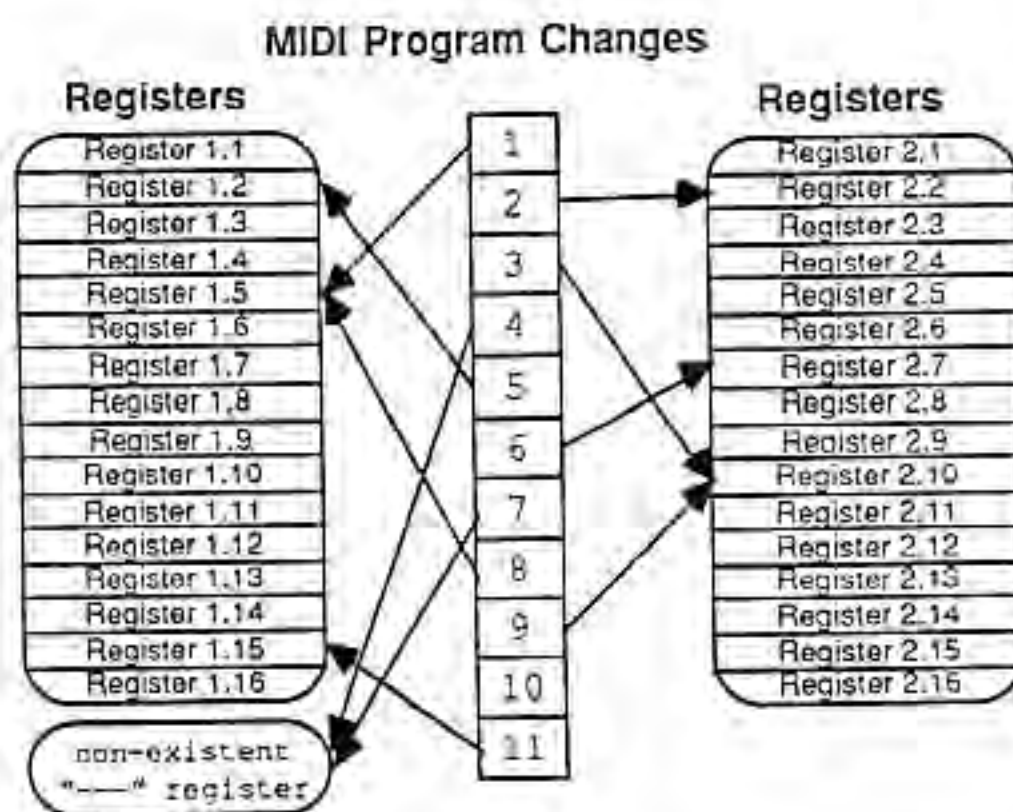 MIDI Program Changes
Registers
Register 1.1
Register 1.2
Register 1.3
Register 1.4
Register 1.5
Register 1.6
Register 1.7
Register 1.8
Register 1.9
Register 1.10
Register 1.11
Register 1.12
Register 1.13
Register 1.14
Register 1.15
Register 1.16
non-existent
"---" register
1
2
3
4
5
6
7
8
9
10
11
Registers
Register 2.1
Register 2.2
Register 2.3
Register 2.4
Register 2.5
Register 2.6
Register 2.7
Register 2.8
Register 2.9
Register 2.10
Register 2.11
Register 2.12
Register 2.13
Register 2.14
Register 2.15
Register 2.16